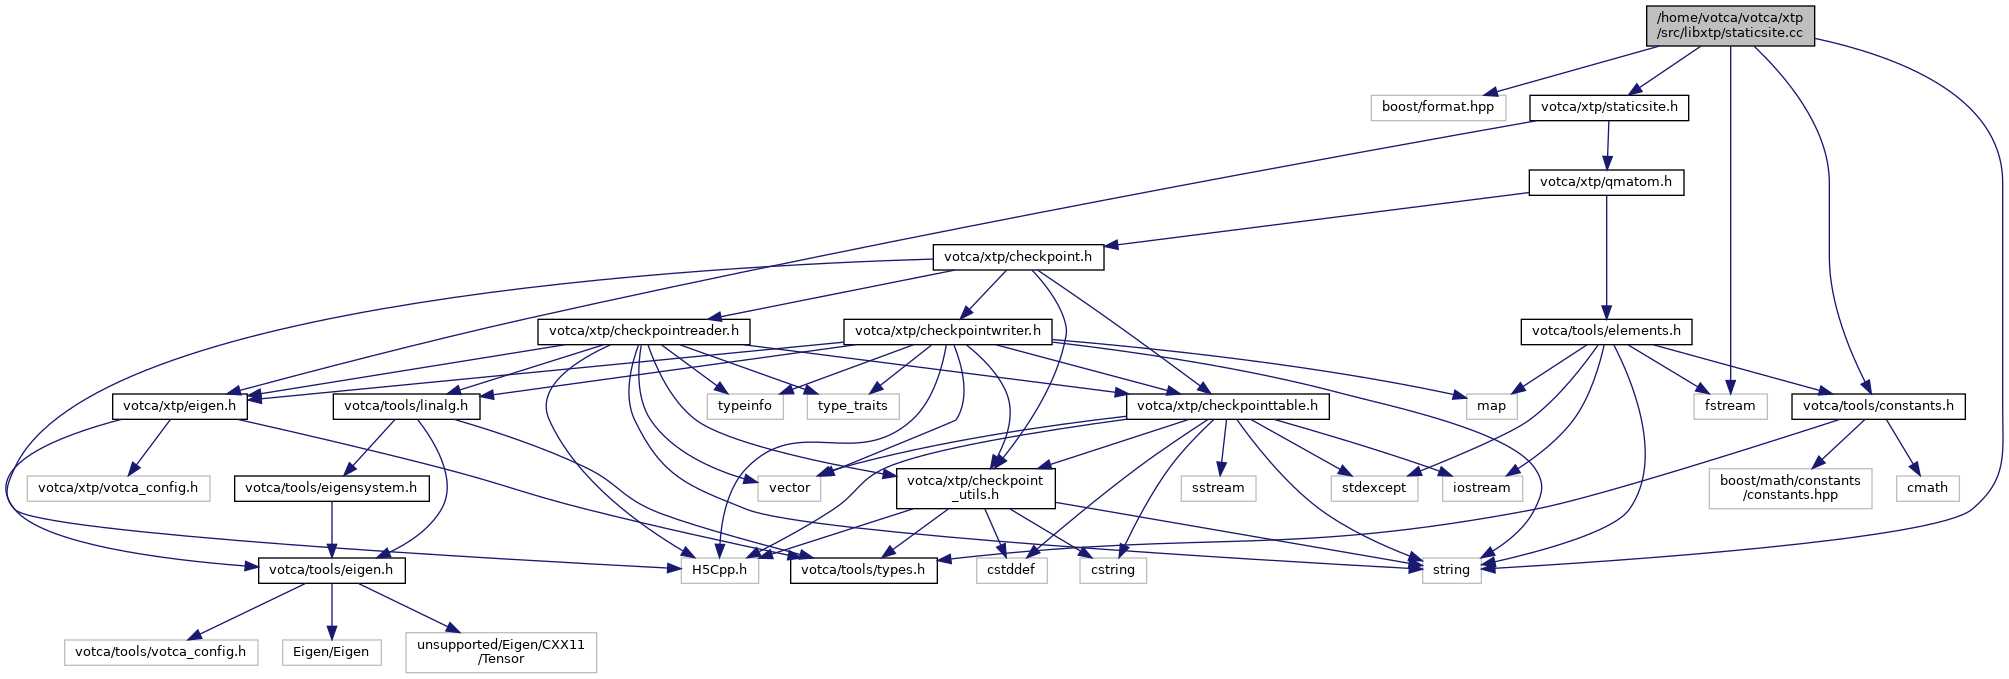 /home/votca/votca/xtp
/src/libxtp/staticsite.cc
boost/format.hpp
votca/xtp/staticsite.h
votca/xtp/qmatom.h
votca/xtp/checkpoint.h
votca/xtp/checkpointreader.h
votca/xtp/checkpointwriter.h
votca/tools/elements.h
votca/xtp/eigen.h
votca/tools/linalg.h
typeinfo
type_traits
votca/xtp/checkpointtable.h
map
fstream
votca/tools/constants.h
votca/xtp/votca_config.h
votca/tools/eigensystem.h
vector
votca/xtp/checkpoint
_utils.h
sstream
stdexcept
iostream
boost/math/constants
/constants.hpp
cmath
votca/tools/eigen.h
H5Cpp.h
votca/tools/types.h
cstddef
cstring
string
votca/tools/votca_config.h
Eigen/Eigen
unsupported/Eigen/CXX11
/Tensor